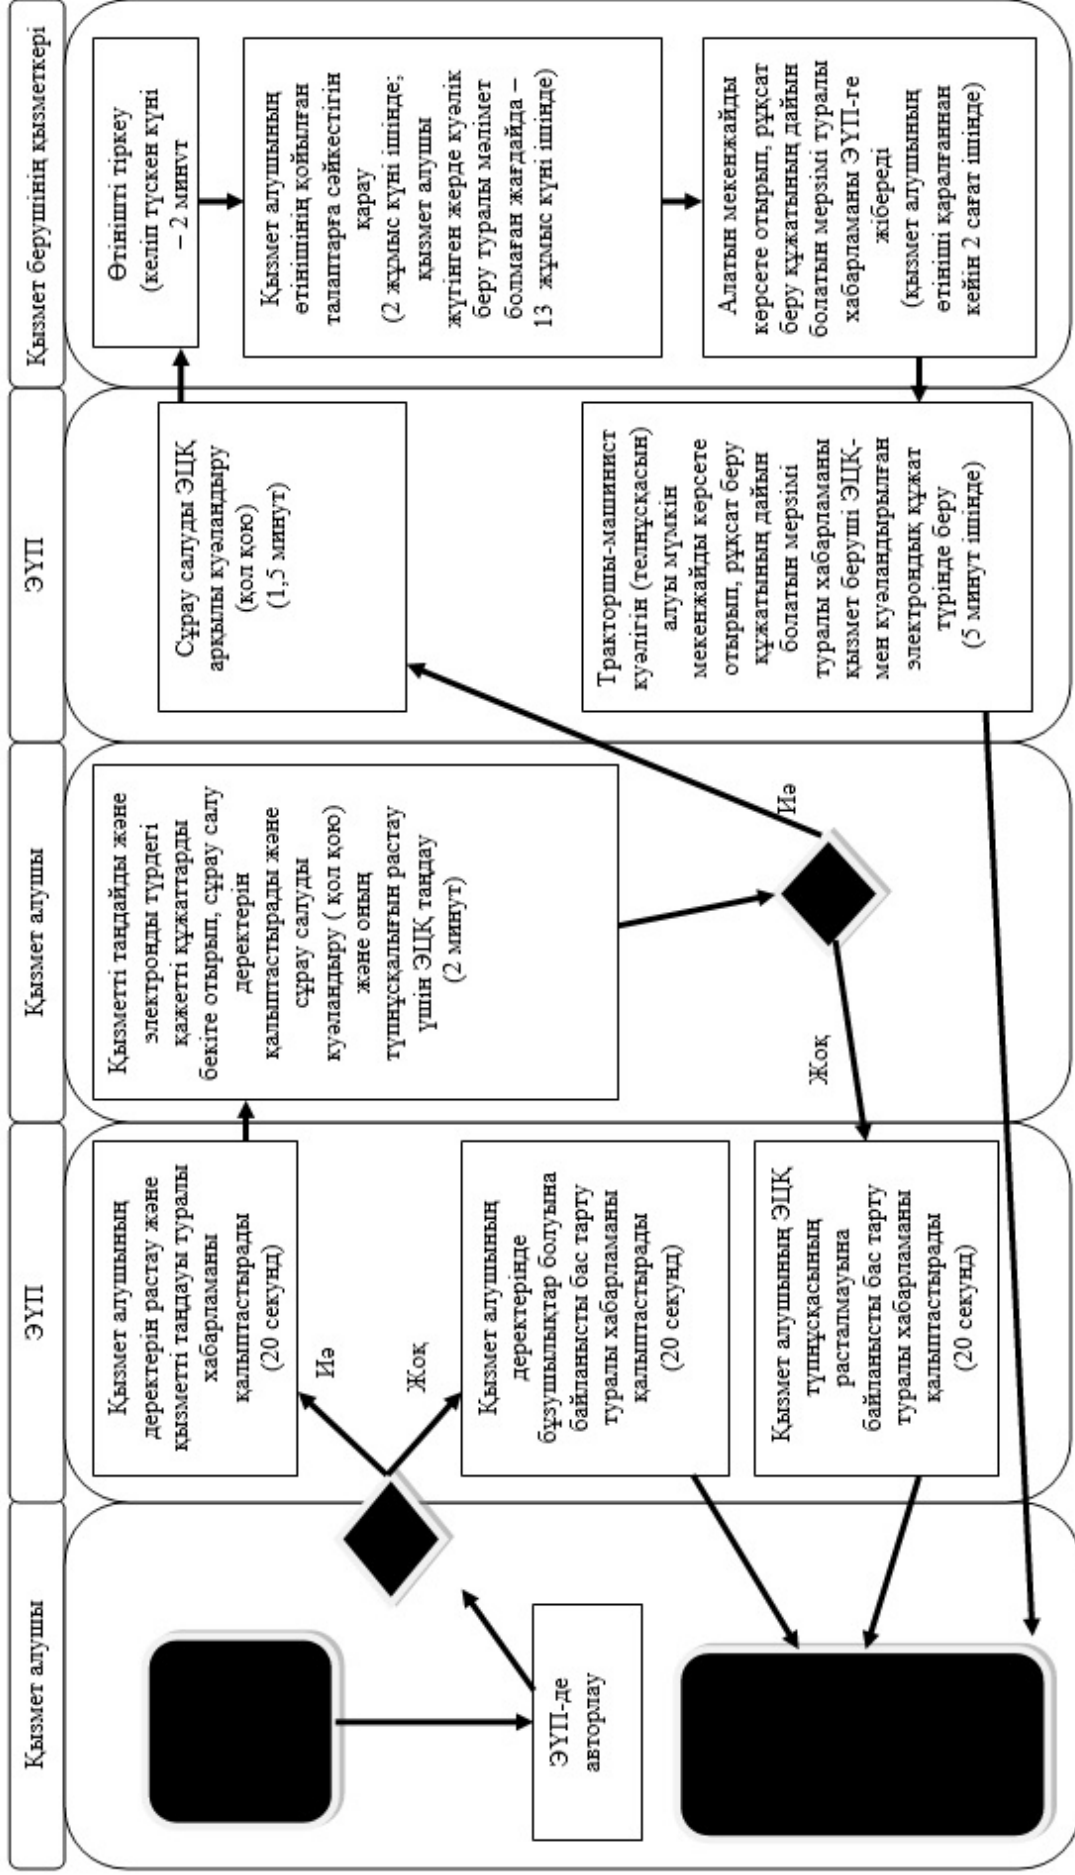 Қызмет алушы
ЭҮП
Қызмет алушы
ЭҮП
Қызмет берушінің қызметкері
ЭҮП-де
авторлау
Қызмет алушының
деректерін растау және
қызметті таңдауы туралы
хабарламаны
қалыптастырады
(20 секунд)
Иә
Жоқ
Қызмет алушының
деректерінде
бұзушылықтар болуына
байланысты бас тарту
туралы хабарламаны
қалыптастырады
(20 секунд)
Қызмет алушының ЭЦҚ
түпнұсқасының
расталмауына
байланысты бас тарту
туралы хабарламаны
қалыптастырады
(20 секунд)
Қызметті таңдайды және
электронды түрдегі
қажетті құжаттарды
бекіте отырып, сұрау салу
деректерін
қалыптастырады және
сұрау салуды
куәландыру ( қол қою)
және оның
түпнұсқалығын растау
үшін ЭЦҚ таңдау
(2 минут)
Жоқ
Иә
Сұрау салуды ЭЦҚ
арқылы куәландыру
(қол қою)
(1,5 минут)
Тракторшы-машинист
куәлігін (телнұсқасын)
алуы мүмкін
мекенжайды көрсете
отырып, рұқсат беру
құжатының дайын
болатын мерзімі
туралы хабарламаны
қызмет беруші ЭЦҚ-
мен куәландырылған
электрондық құжат
түрінде беру
(5 минут ішінде)
Өтінішті тіркеу
(келіп түскен күні
– 2 минут
Қызмет алушының
өтінішінің қойылған
талаптарға сәйкестігін
қарау
(2 жұмыс күні ішінде;
қызмет алушы
жүгінген жерде куәлік
беру туралы мәлімет
болмаған жағдайда –
13 жұмыс күні ішінде)
Алатын мекенжайды
көрсете отырып, рұқсат
беру құжатының дайын
болатын мерзімі туралы
хабарламаны ЭҮП-ге
жібереді
(қызмет алушының
өтініші қаралғаннан
кейін 2 сағат ішінде)